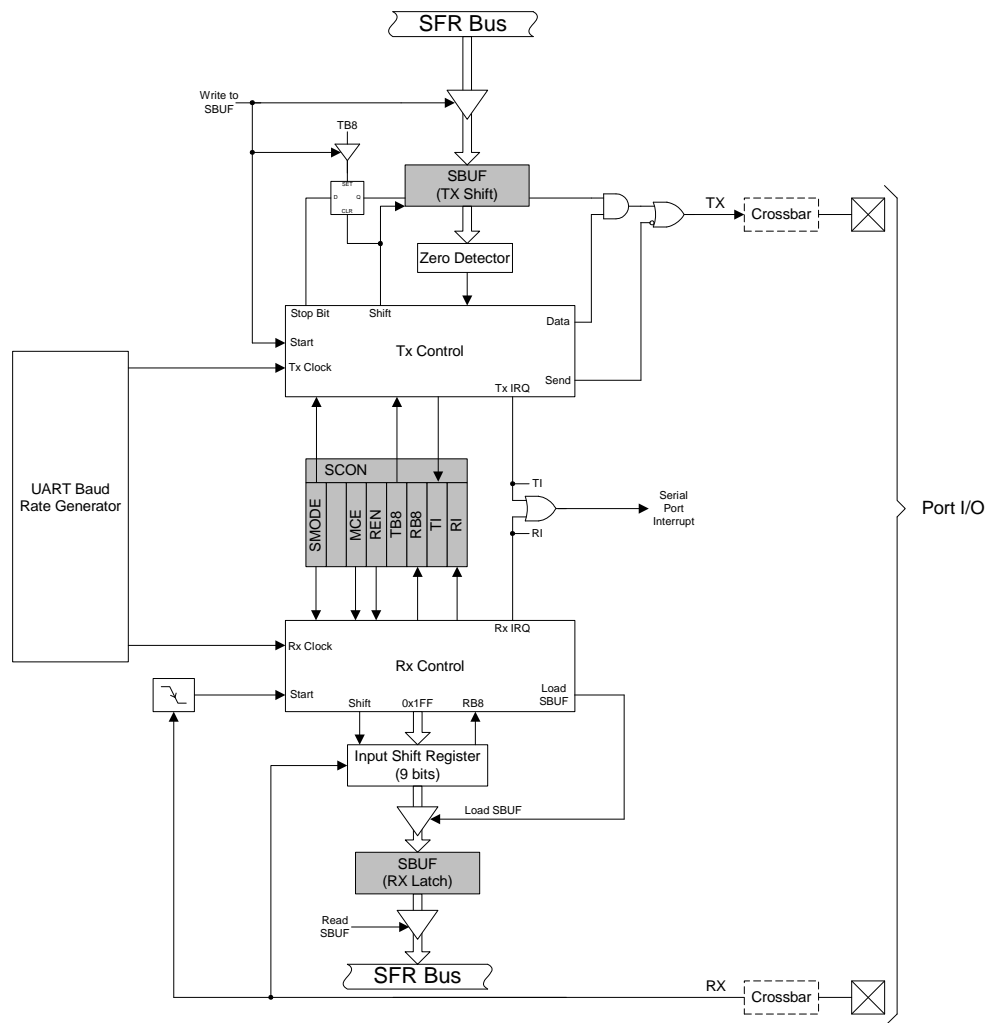 SFR Bus
Write to
SBUF
TB8
SET
D
Q
CLR
SBUF
(TX Shift)
TX
Crossbar
Zero Detector
Stop Bit
Shift
Data
Start
Tx Control
Tx Clock
Send
Tx IRQ
UART Baud
Rate Generator
SCON
SMODE
MCE
REN
TB8
RB8
TI
RI
TI
Serial
Port
Interrupt
RI
Port I/O
Rx IRQ
Rx Clock
Rx Control
Start
Load
SBUF
Shift
0x1FF
RB8
Input Shift Register
(9 bits)
Load SBUF
SBUF
(RX Latch)
Read
SBUF
SFR Bus
RX
Crossbar